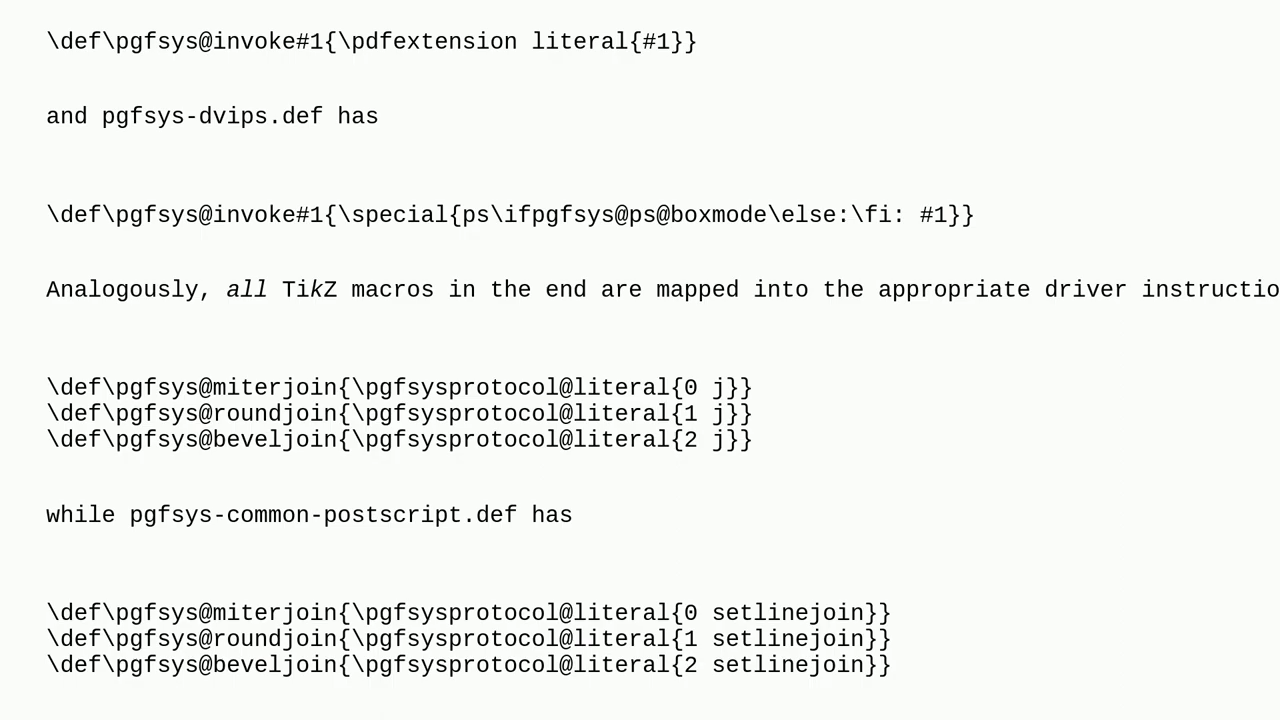 \def\pgfsys@invoke#1{\pdfextension literal{#1}}
and pgfsys-dvips.def has
\def\pgfsys@invoke#1{\special{ps\ifpgfsys@ps@boxmode\else:\fi: #1}}
Analogously, all TikZ macros in the end are mapped into the appropriate driver
\def\pgfsys@miterjoin{\pgfsysprotocol@literal{0 j}}
\def\pgfsys@roundjoin{\pgfsysprotocol@literal{1 j}}
\def\pgfsys@beveljoin{\pgfsysprotocol@literal{2 j}}
while pgfsys-common-postscript.def has
\def\pgfsys@miterjoin{\pgfsysprotocol@literal{0 setlinejoin}}
\def\pgfsys@roundjoin{\pgfsysprotocol@literal{1 setlinejoin}}
\def\pgfsys@beveljoin{\pgfsysprotocol@literal{2 setlinejoin}}